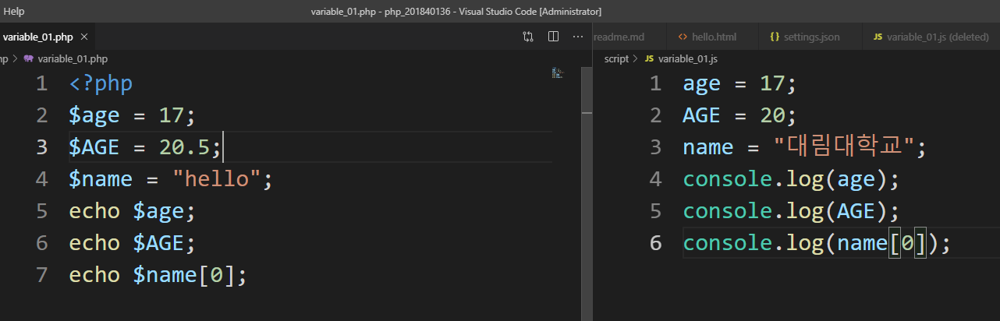 Help
variable_01.php - php_201840136 - Visual Studio Code [Administrator]
variable_01.php ×
readme.md <> hello.html {} settings.json JS variable_01.js (deleted)
hp > variable_01.php
script > JS variable_01.js
1 <?php
2 $age = 17;
3 $AGE = 20.5;
4 $name = "hello";
5 echo $age;
6 echo $AGE;
7 echo $name[0];
1 age = 17;
2 AGE = 20;
3 name = "대림대학교";
4 console.log(age);
5 console.log(AGE);
6 console.log(name[0]);